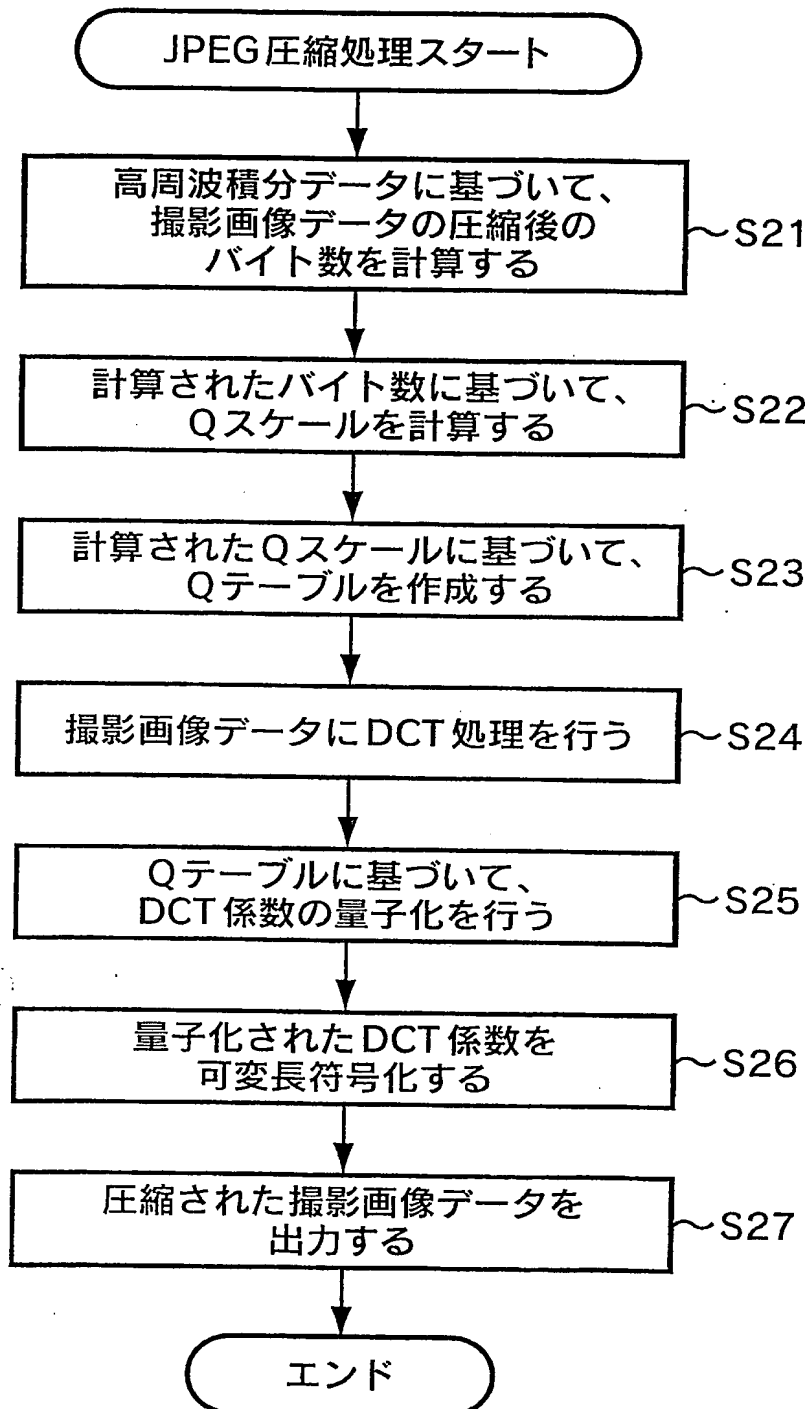 JPEG圧縮処理スタート
高周波積分データに基づいて、
撮影画像データの圧縮後の
バイト数を計算する
S21
計算されたバイト数に基づいて、
Qスケールを計算する
S22
計算されたQスケールに基づいて、
Qテーブルを作成する
S23
撮影画像データにDCT処理を行う
S24
Qテーブルに基づいて、
DCT係数の量子化を行う
S25
量子化されたDCT係数を
可変長符号化する
S26
圧縮された撮影画像データを
出力する
S27
エンド